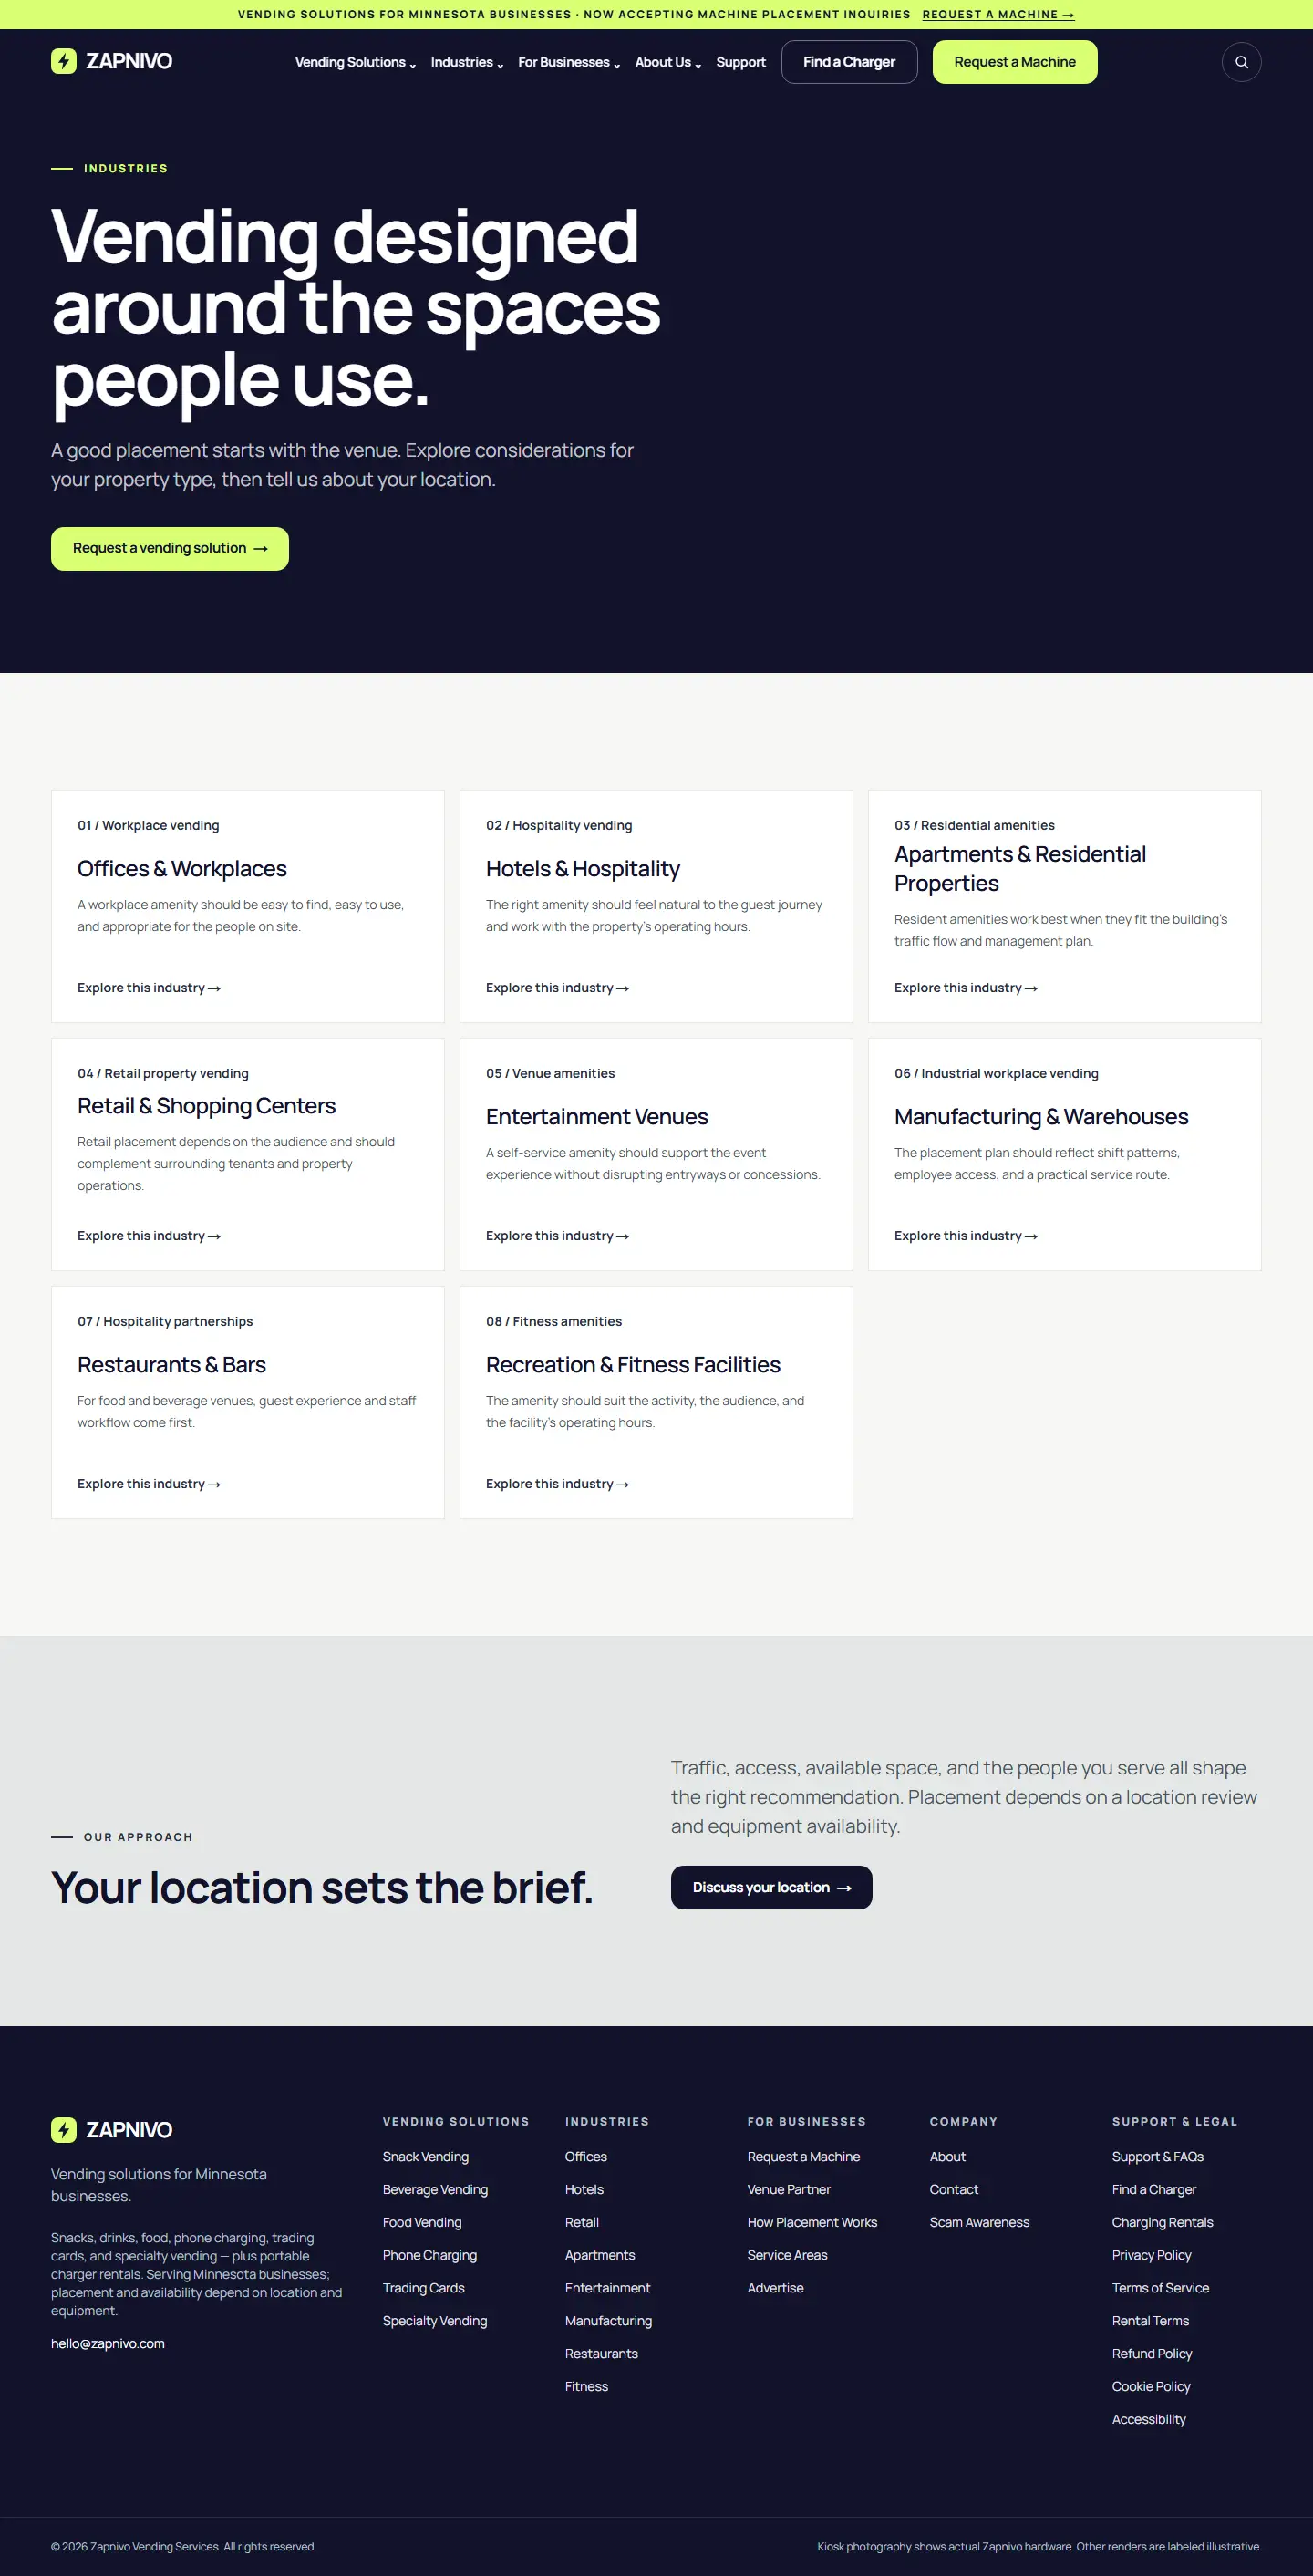 VENDING SOLUTIONS FOR MINNESOTA BUSINESSES · NOW ACCEPTING MACHINE PLACEMENT INQUIRIES REQUEST A MACHINE →
ZAPNIVO
Vending Solutions
Industries
For Businesses
About Us
Support
Find a Charger
Request a Machine
INDUSTRIES
Vending designed
around the spaces
people use.
A good placement starts with the venue. Explore considerations for
your property type, then tell us about your location.
Request a vending solution →
01 / Workplace vending
Offices & Workplaces
A workplace amenity should be easy to find, easy to use,
and appropriate for the people on site.
Explore this industry →
02 / Hospitality vending
Hotels & Hospitality
The right amenity should feel natural to the guest journey
and work with the property's operating hours.
Explore this industry →
03 / Residential amenities
Apartments & Residential
Properties
Resident amenities work best when they fit the building's
traffic flow and management plan.
Explore this industry →
04 / Retail property vending
Retail & Shopping Centers
Retail placement depends on the audience and should
complement surrounding tenants and property
operations.
Explore this industry →
05 / Venue amenities
Entertainment Venues
A self-service amenity should support the event
experience without disrupting entryways or concessions.
Explore this industry →
06 / Industrial workplace vending
Manufacturing & Warehouses
The placement plan should reflect shift patterns,
employee access, and a practical service route.
Explore this industry →
07 / Hospitality partnerships
Restaurants & Bars
For food and beverage venues, guest experience and staff
workflow come first.
Explore this industry →
08 / Fitness amenities
Recreation & Fitness Facilities
The amenity should suit the activity, the audience, and
the facility's operating hours.
Explore this industry →
OUR APPROACH
Your location sets the brief.
Traffic, access, available space, and the people you serve all shape
the right recommendation. Placement depends on a location review
and equipment availability.
Discuss your location →
ZAPNIVO
Vending solutions for Minnesota
businesses.
Snacks, drinks, food, phone charging, trading
cards, and specialty vending — plus portable
charger rentals. Serving Minnesota businesses;
placement and availability depend on location and
equipment.
hello@zapnivo.com
VENDING SOLUTIONS
Snack Vending
Beverage Vending
Food Vending
Phone Charging
Trading Cards
Specialty Vending
INDUSTRIES
Offices
Hotels
Retail
Apartments
Entertainment
Manufacturing
Restaurants
Fitness
FOR BUSINESSES
Request a Machine
Venue Partner
How Placement Works
Service Areas
Advertise
COMPANY
About
Contact
Scam Awareness
SUPPORT & LEGAL
Support & FAQs
Find a Charger
Charging Rentals
Privacy Policy
Terms of Service
Rental Terms
Refund Policy
Cookie Policy
Accessibility
© 2026 Zapnivo Vending Services. All rights reserved.
Kiosk photography shows actual Zapnivo hardware. Other renders are labeled illustrative.